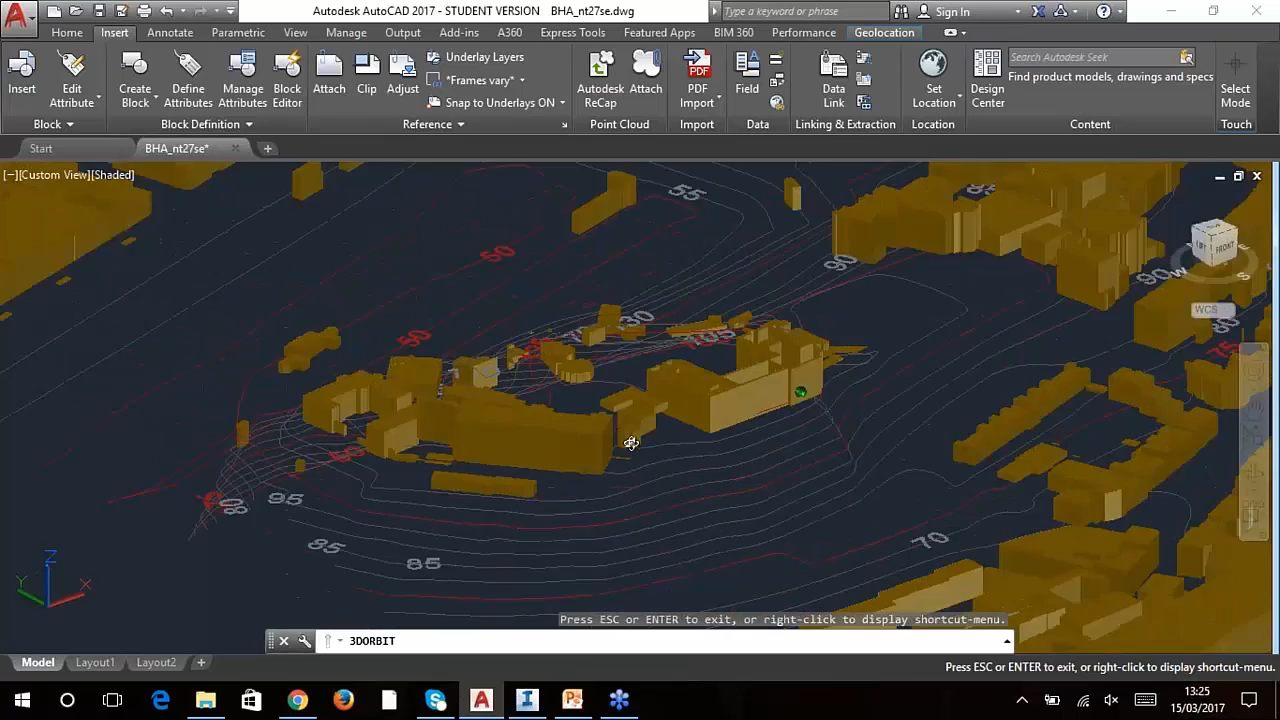 Autodesk AutoCAD 2017 - STUDENT VERSION BHA_nt27se.dwg
Type a keyword or phrase
Sign In
Home Insert Annotate Parametric View Manage Output Add-ins A360 Express Tools Featured Apps BIM 360 Performance Geolocation
Insert
Edit Attribute
Create Block
Define Attributes
Manage Attributes
Block Editor
Attach
Clip
Adjust
Underlay Layers
*Frames vary*
Snap to Underlays ON
Autodesk ReCap
Attach
PDF Import
Field
Data Link
Set Location
Design Center
Autodesk Seek
Find product models, drawings and specs
Select Mode
Block Block Definition Reference Point Cloud Import Data Linking & Extraction Location Content Touch
Start BHA_nt27se*
[−][Custom View][Shaded]
55
50
90
90
FRONT
W
S
WCS
50
80
75
95
85
85
70
Z
Y
X
Press ESC or ENTER to exit, or right-click to display shortcut-menu.
3DORBIT
Model Layout1 Layout2
Press ESC or ENTER to exit, or right-click to display shortcut-menu.
13:25
15/03/2017